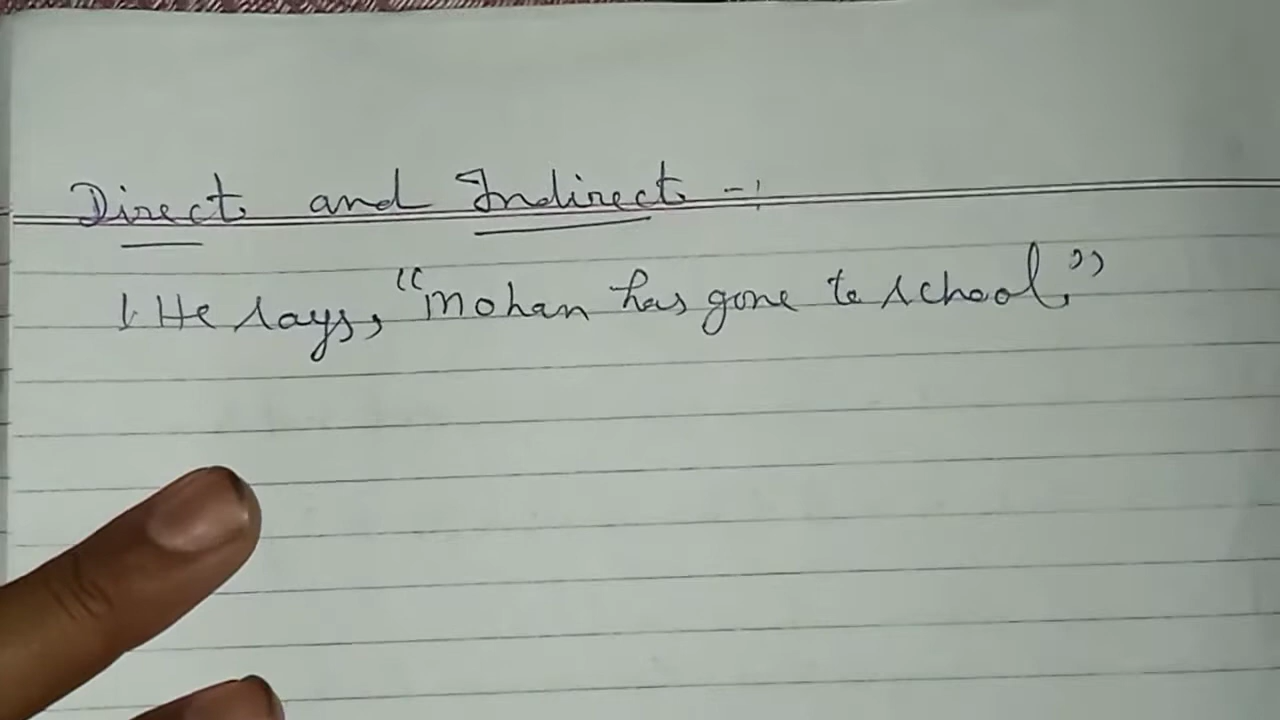 Direct and Indirect -:
1. He says, "Mohan has gone to school."